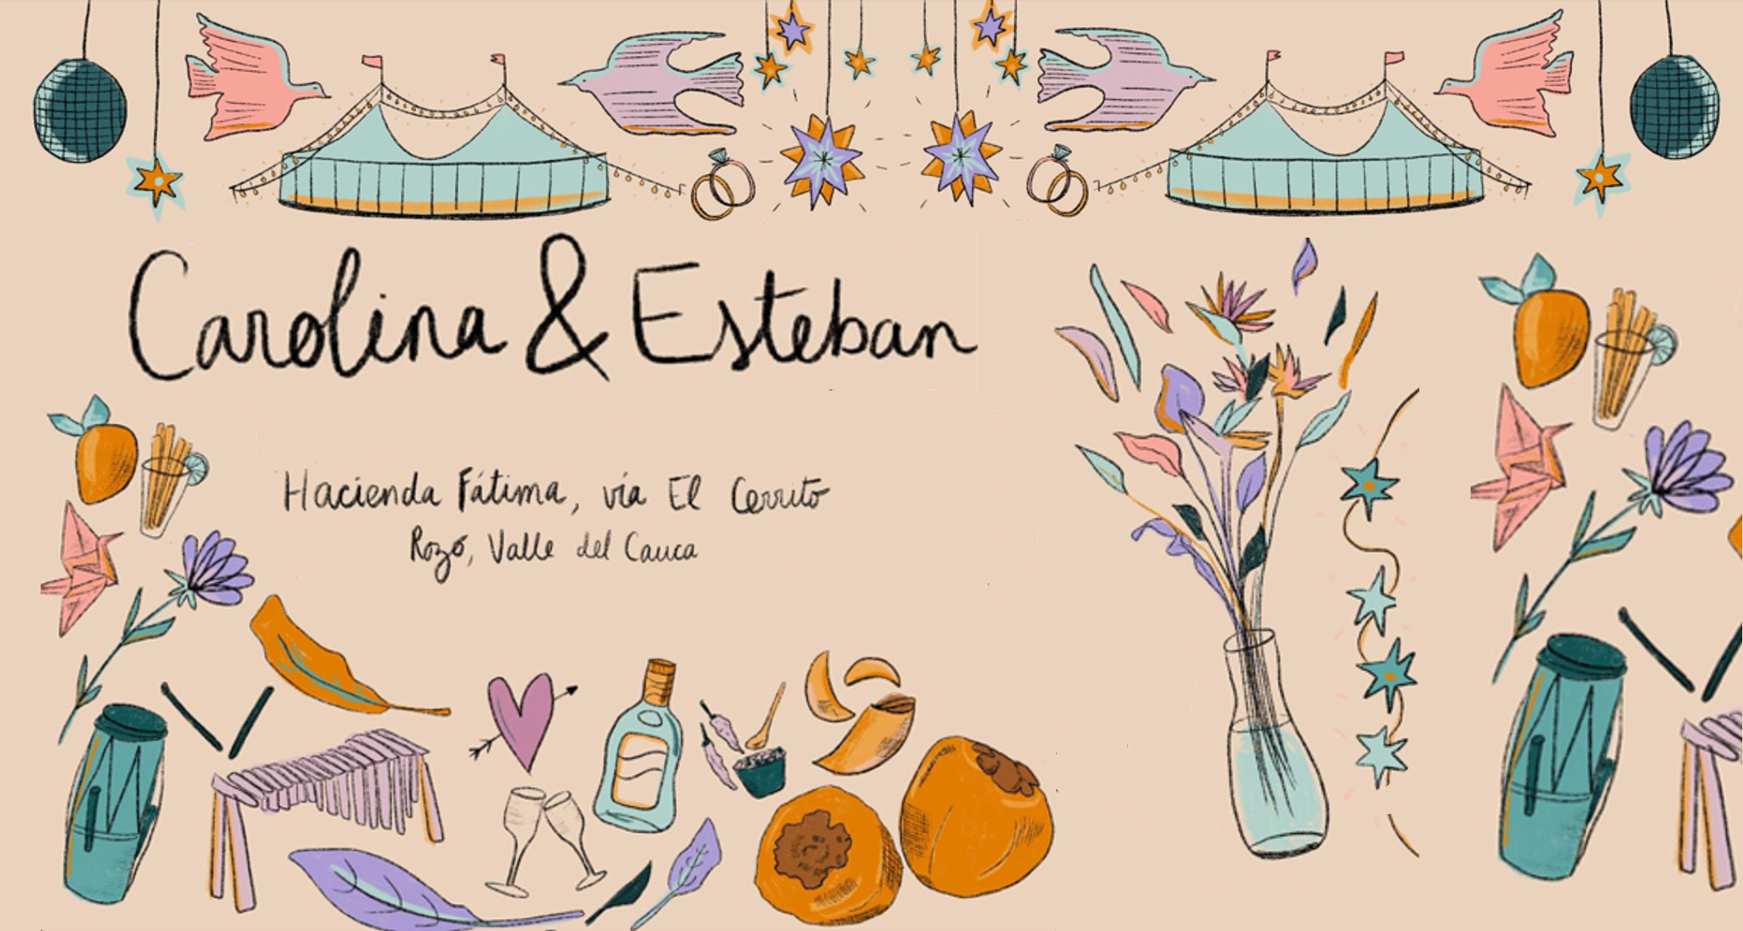 Carolina & Esteban
Hacienda Fátima, vía El Cerrito
Rozo, Valle del Cauca